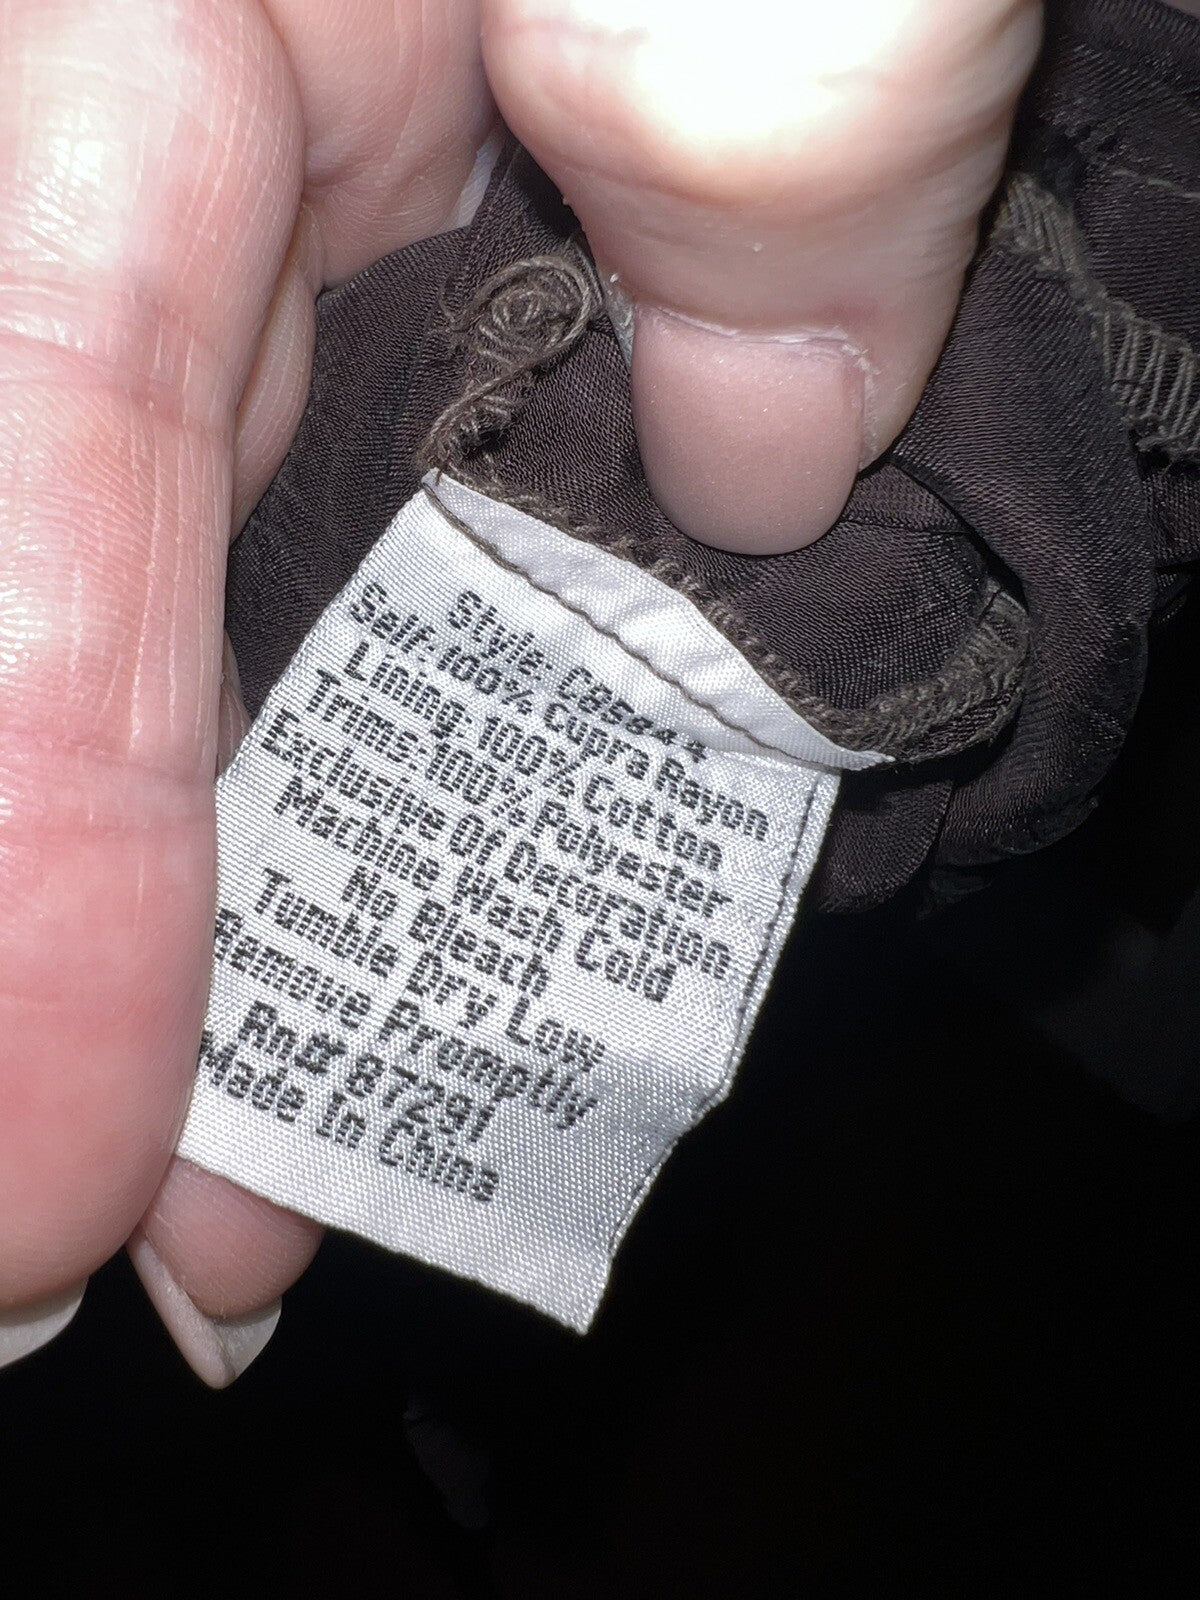 Style: C85944
Self: 100% Cupra Rayon
Lining: 100% Cotton
Trims: 100% Polyester
Exclusive Of Decoration
Machine Wash Cold
No Bleach
Tumble Dry Low
Remove Promptly
Rn# 87291
Made In China